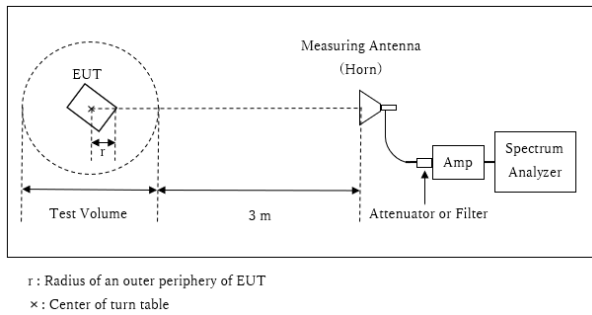 Measuring Antenna
(Horn)
EUT
r
Amp
Spectrum
Analyzer
Test Volume
3 m
Attenuator or Filter
r : Radius of an outer periphery of EUT
× : Center of turn table